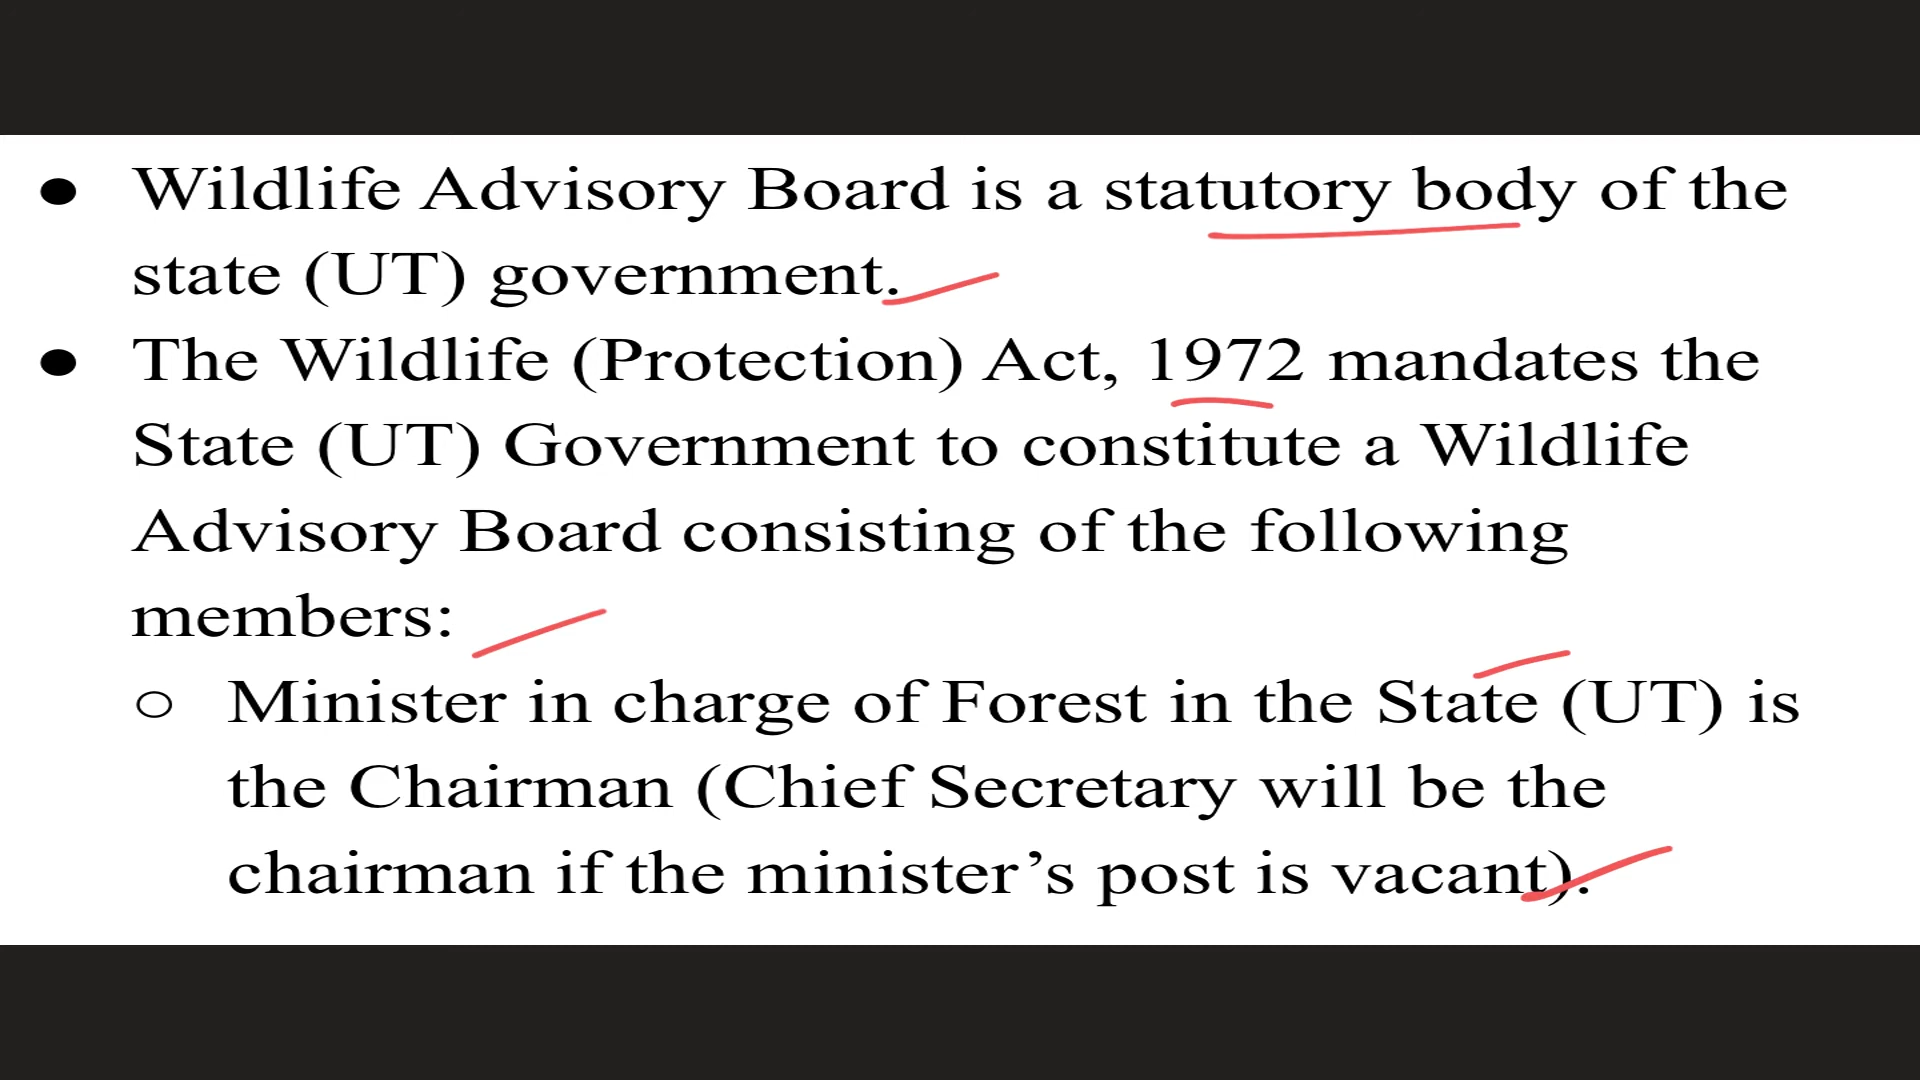 ● Wildlife Advisory Board is a statutory body of the
state (UT) government.
● The Wildlife (Protection) Act, 1972 mandates the
State (UT) Government to constitute a Wildlife
Advisory Board consisting of the following
members:
○ Minister in charge of Forest in the State (UT) is
the Chairman (Chief Secretary will be the
chairman if the minister’s post is vacant).